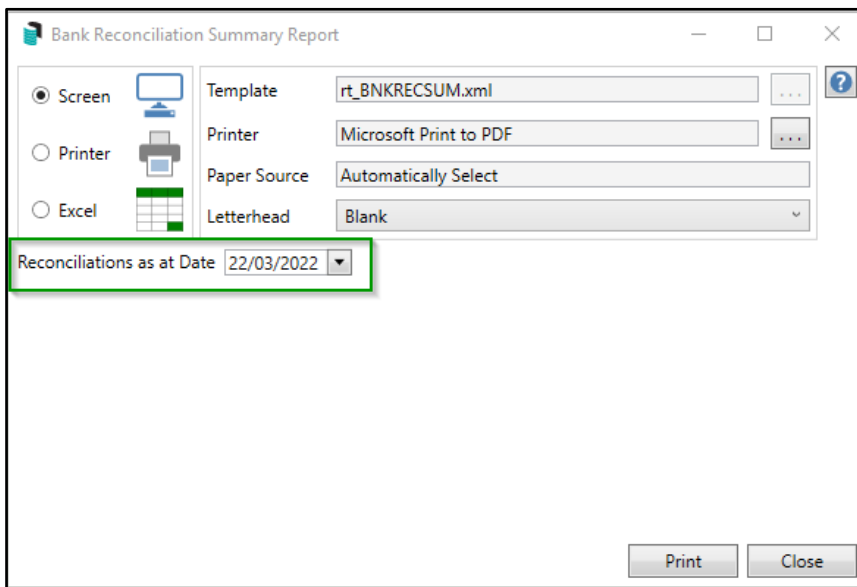 Bank Reconciliation Summary Report
Screen
Printer
Excel
Template rt_BNKRECSUM.xml ...
Printer Microsoft Print to PDF ...
Paper Source Automatically Select
Letterhead Blank
?
Reconciliations as at Date 22/03/2022
Print Close